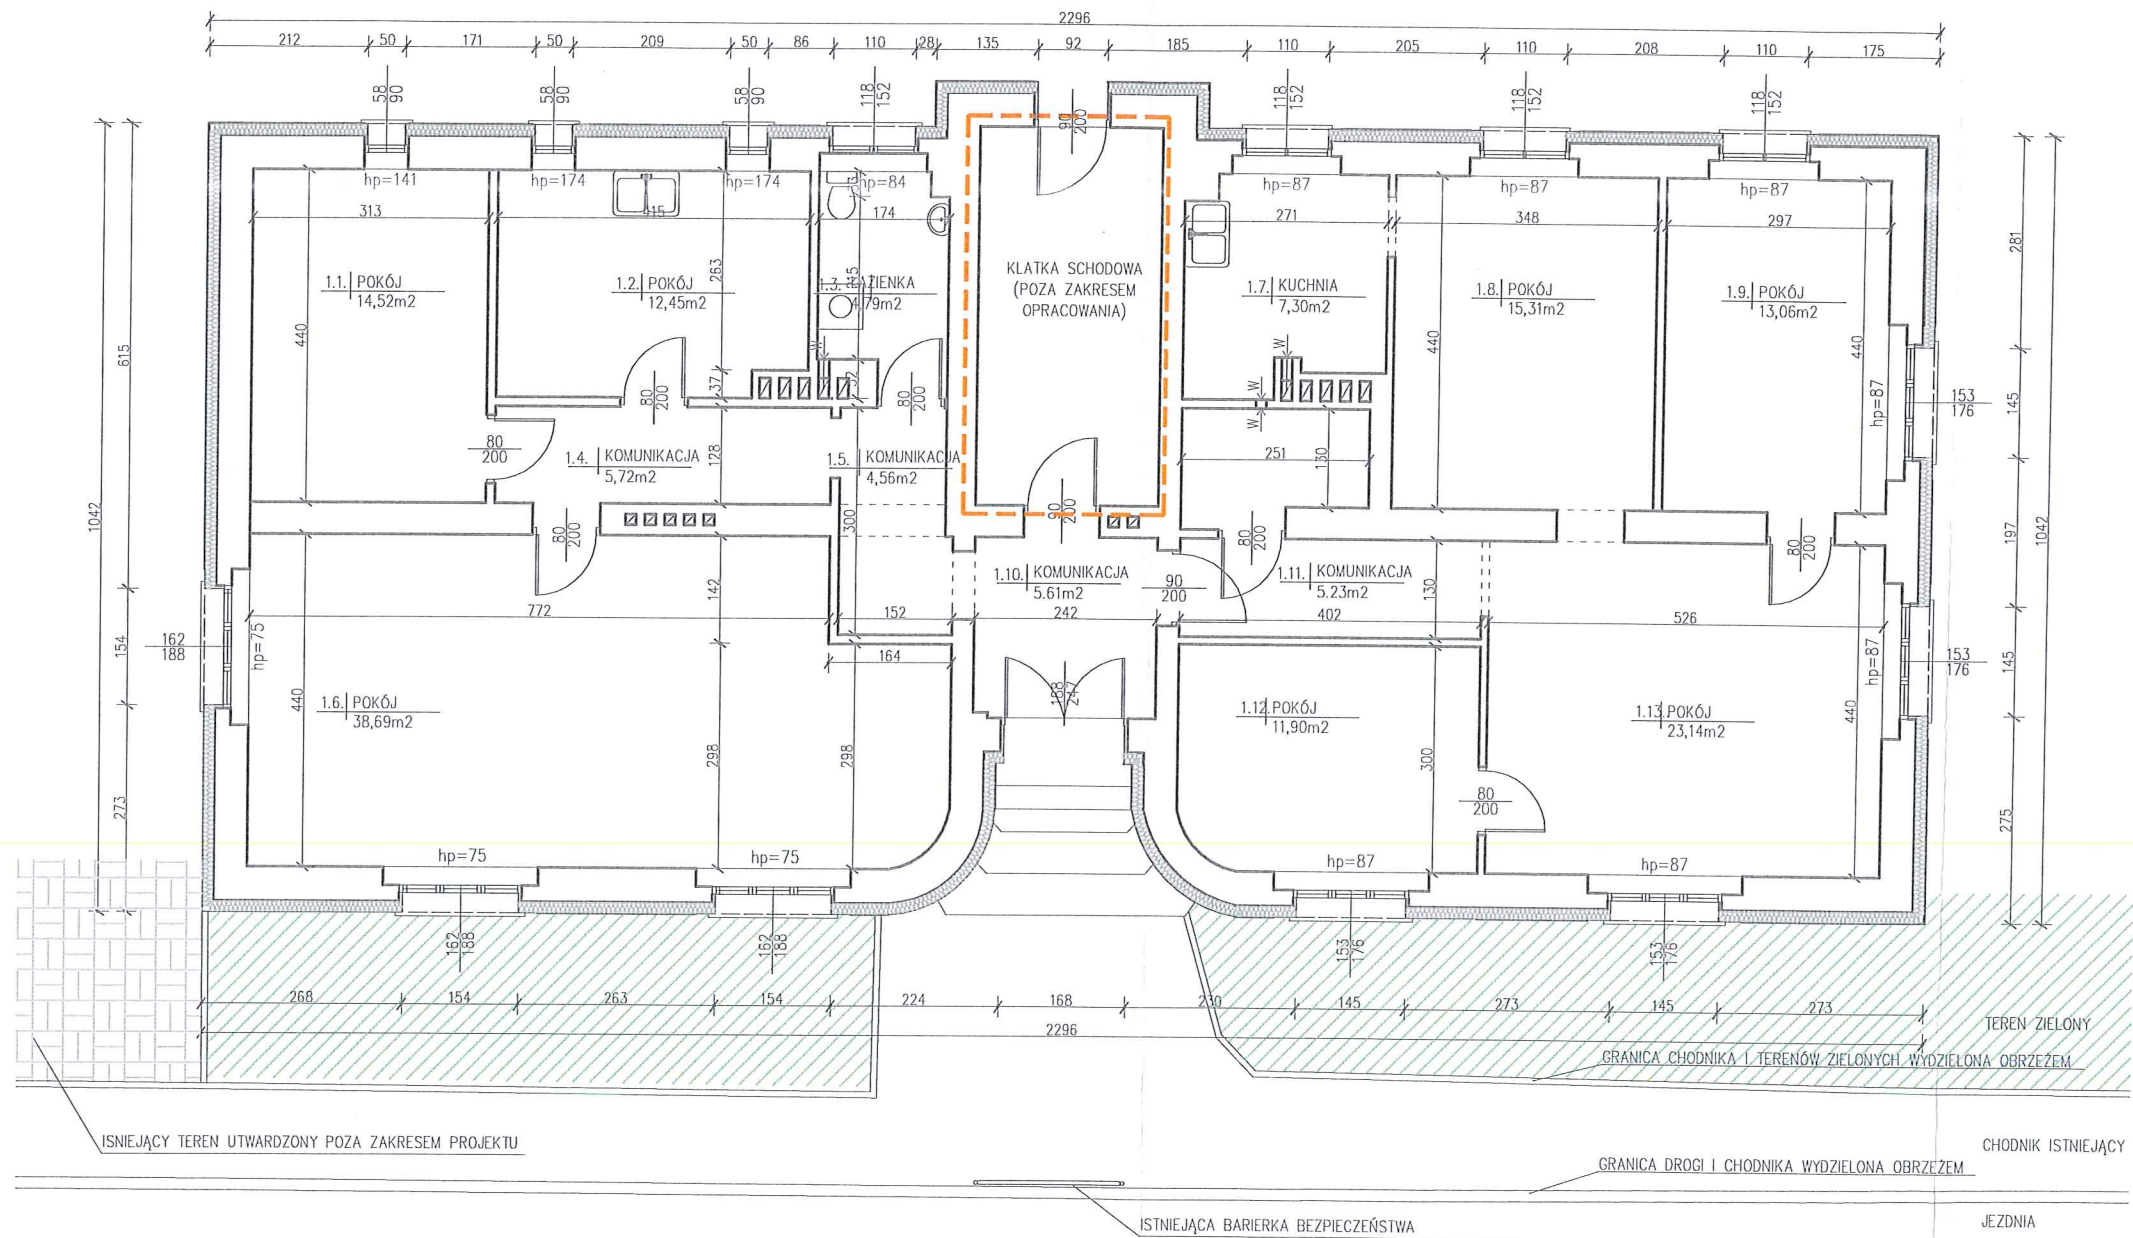 2296
212 50 171 50 209 50 86 110 28 135 92 185 110 205 110 208 110 175
58 90
58 90
58 90
118 152
90 200
118 152
118 152
118 152
hp=141
hp=174
hp=174
hp=84
hp=87
hp=87
hp=87
313
415
174
271
348
297
1.1. POKÓJ
14,52m2
1.2. POKÓJ
12,45m2
1.3. ŁAZIENKA
4,79m2
KLATKA SCHODOWA
(POZA ZAKRESEM
OPRACOWANIA)
1.7. KUCHNIA
7,30m2
1.8. POKÓJ
15,31m2
1.9. POKÓJ
13,06m2
440
263
37
52
W
W
W
W
440
440
hp=87
615
1042
154
273
281
145
197
145
275
1042
153
176
80
200
80
200
80
200
1.4. KOMUNIKACJA
5,72m2
128
1.5. KOMUNIKACJA
4,56m2
300
251
130
80
200
90
200
80
200
80
200
142
1.10. KOMUNIKACJA
5.61m2
90
200
1.11. KOMUNIKACJA
5.23m2
130
772
152
242
402
526
162
188
hp=75
164
153
176
hp=87
440
1.6. POKÓJ
38,69m2
298
298
188
247
1.12 POKÓJ
11,90m2
300
1.13 POKÓJ
23,14m2
440
80
200
hp=75
hp=75
hp=87
hp=87
162
188
162
188
153
176
153
176
268 154 263 154 224 168 230 145 273 145 273
2296
TEREN ZIELONY
GRANICA CHODNIKA I TERENÓW ZIELONYCH WYDZIELONA OBRZEŻEM
ISNIEJĄCY TEREN UTWARDZONY POZA ZAKRESEM PROJEKTU
CHODNIK ISTNIEJĄCY
GRANICA DROGI I CHODNIKA WYDZIELONA OBRZEŻEM
ISTNIEJĄCA BARIERKA BEZPIECZEŃSTWA
JEZDNIA